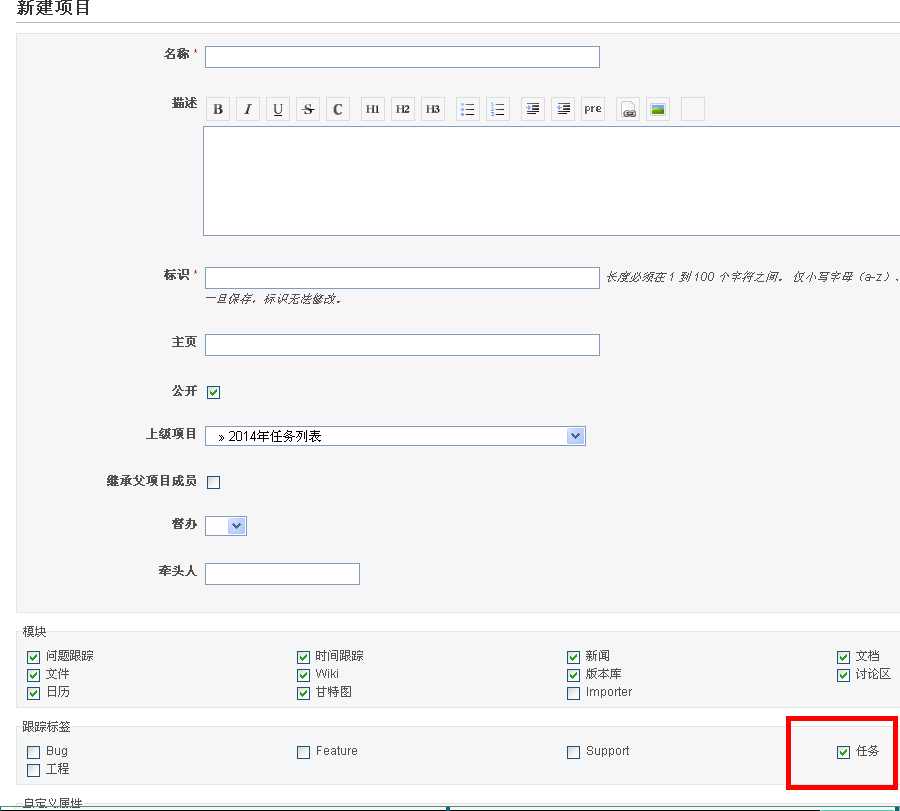 新建项目
名称 *
描述 B I U S C H1 H2 H3 pre
标识 * 长度必须在 1 到 100 个字符之间。 仅小写字母（a-z）、
一旦保存，标识无法修改。
主页
公开
上级项目 » 2014年任务列表
继承父项目成员
督办
牵头人
模块
问题跟踪 时间跟踪 新闻 文档
文件 Wiki 版本库 讨论区
日历 甘特图 Importer
跟踪标签
Bug Feature Support 任务
工程
自定义属性